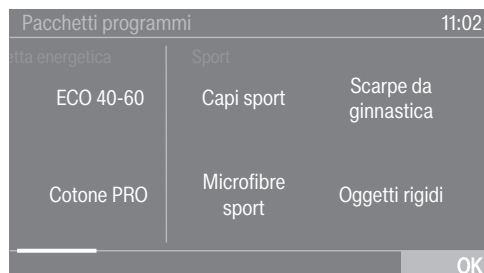 Pacchetti programmi 11:02
etta energetica Sport
ECO 40-60 Capi sport Scarpe da
ginnastica
Cotone PRO Microfibre
sport Oggetti rigidi
OK